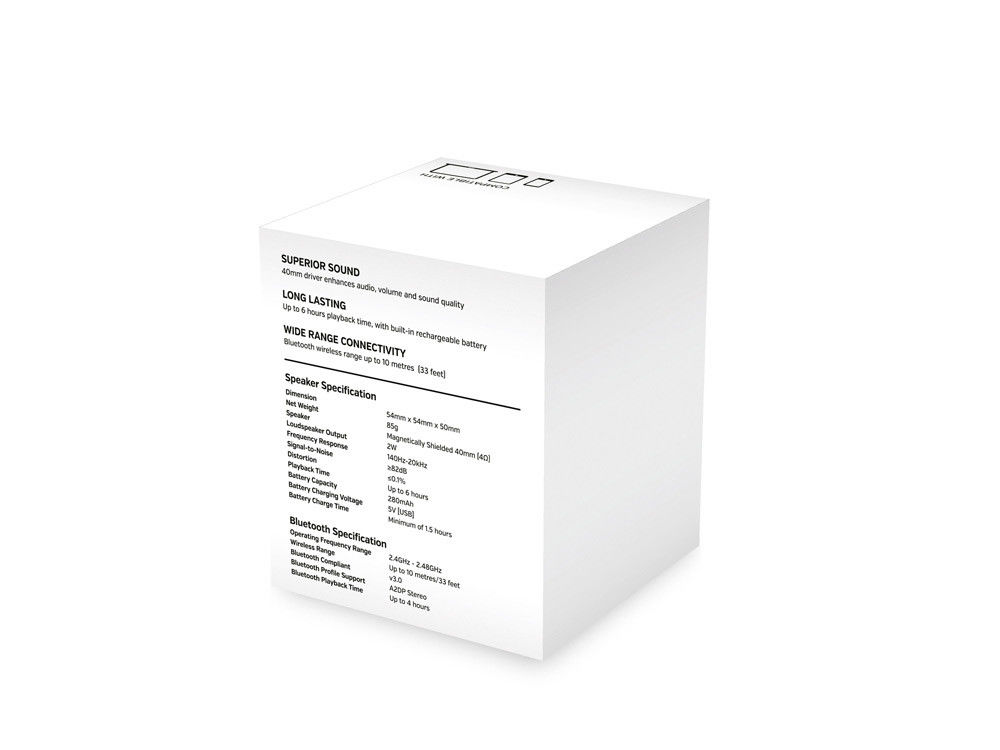 COMPATIBLE WITH
SUPERIOR SOUND
40mm driver enhances audio, volume and sound quality
LONG LASTING
Up to 6 hours playback time, with built-in rechargeable battery
WIDE RANGE CONNECTIVITY
Bluetooth wireless range up to 10 metres (33 feet)
Speaker Specification
Dimension 54mm x 54mm x 50mm
Net Weight 85g
Speaker Magnetically Shielded 40mm (4Ω)
Loudspeaker Output 2W
Frequency Response 140Hz-20kHz
Signal-to-Noise ≥82dB
Distortion ≤0.1%
Playback Time Up to 6 hours
Battery Capacity 280mAh
Battery Charging Voltage 5V (USB)
Battery Charge Time Minimum of 1.5 hours
Bluetooth Specification
Operating Frequency Range 2.4GHz - 2.48GHz
Wireless Range Up to 10 metres/33 feet
Bluetooth Compliant v3.0
Bluetooth Profile Support A2DP Stereo
Bluetooth Playback Time Up to 4 hours